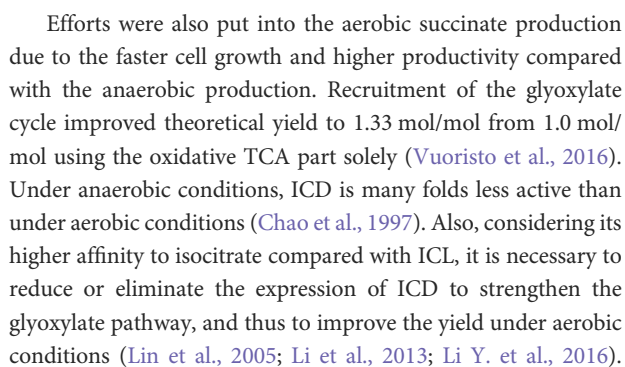 Efforts were also put into the aerobic succinate production
due to the faster cell growth and higher productivity compared
with the anaerobic production. Recruitment of the glyoxylate
cycle improved theoretical yield to 1.33 mol/mol from 1.0 mol/
mol using the oxidative TCA part solely (Vuoristo et al., 2016).
Under anaerobic conditions, ICD is many folds less active than
under aerobic conditions (Chao et al., 1997). Also, considering its
higher affinity to isocitrate compared with ICL, it is necessary to
reduce or eliminate the expression of ICD to strengthen the
glyoxylate pathway, and thus to improve the yield under aerobic
conditions (Lin et al., 2005; Li et al., 2013; Li Y. et al., 2016).